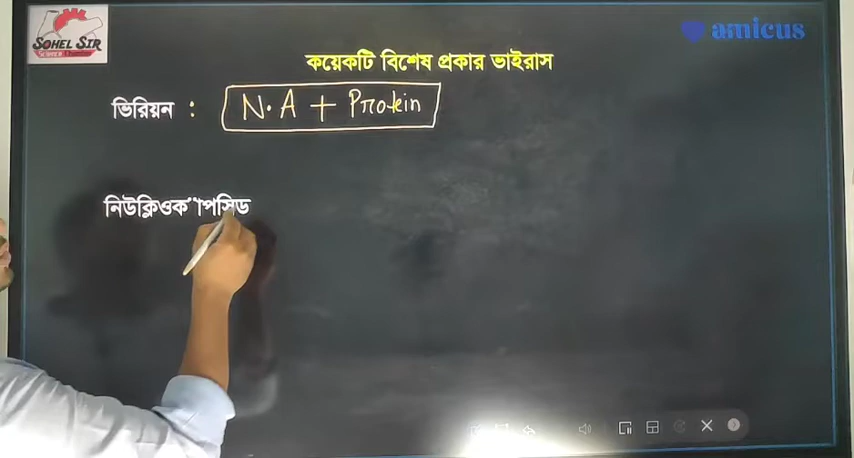 SOHEL SIR
amicus
কয়েকটি বিশেষ প্রকার ভাইরাস
ভিরিয়ন : N.A + Protein
নিউক্লিওক্যাপসিড